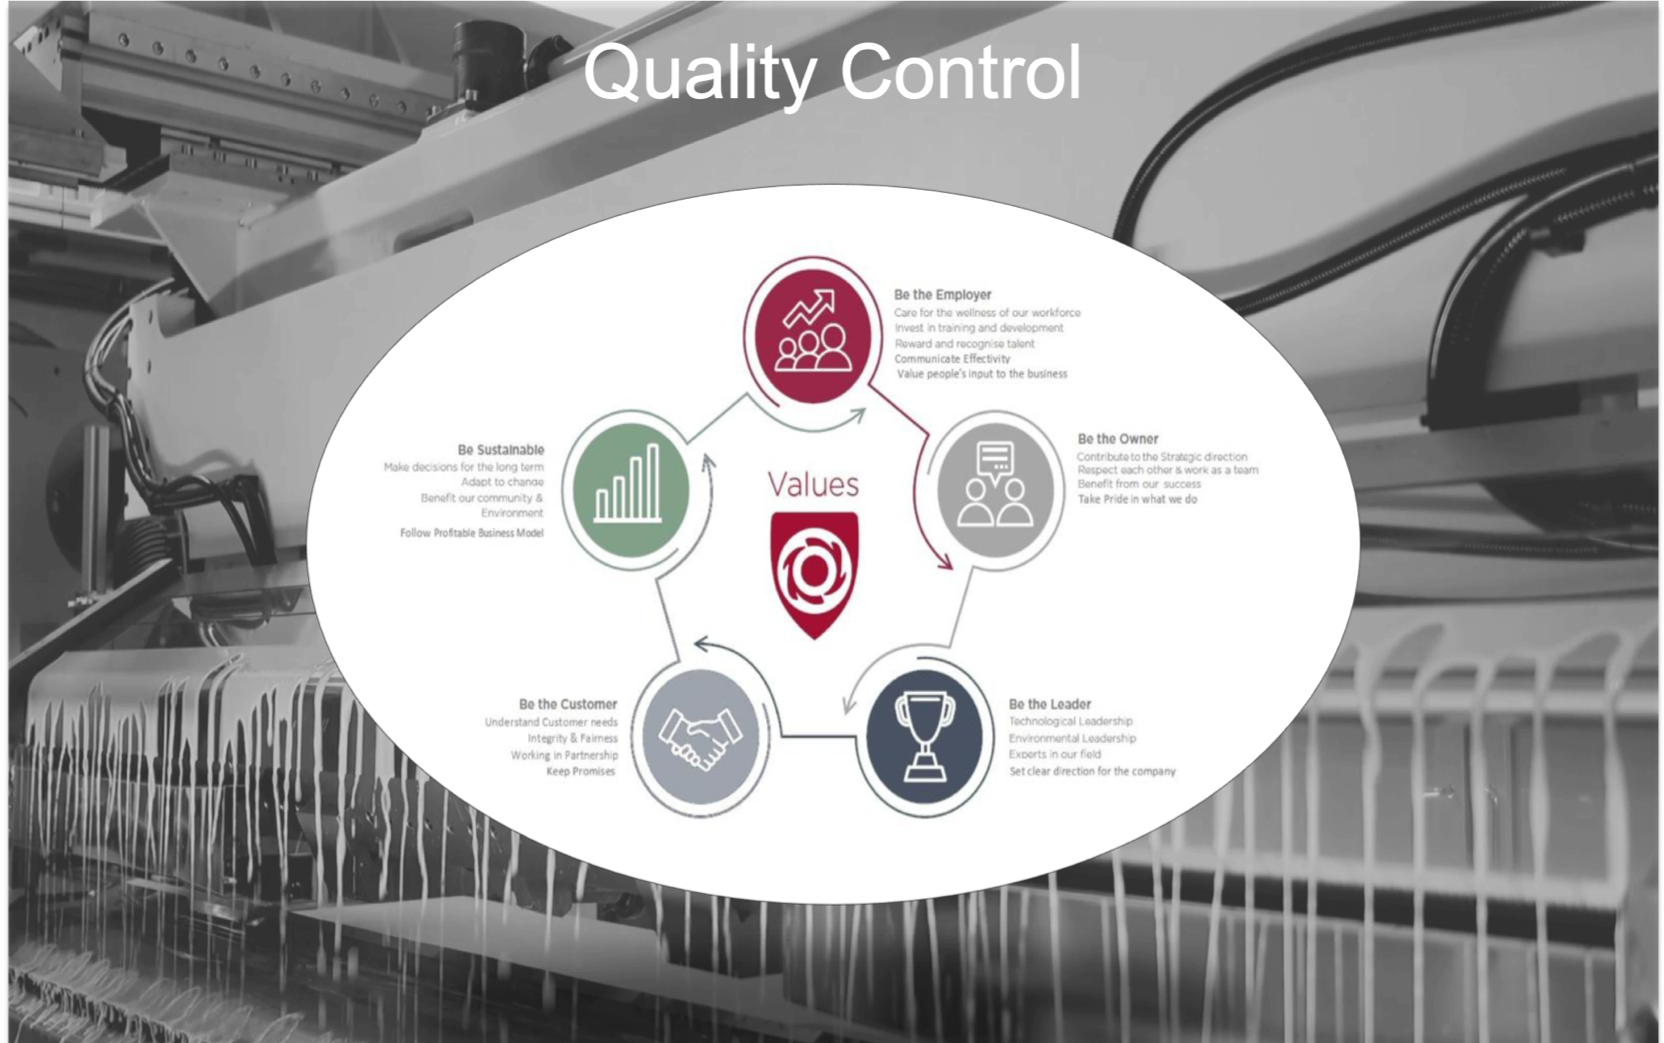 Quality Control
Be the Employer
Care for the wellness of our workforce
Invest in training and development
Reward and recognise talent
Communicate Effectivity
Value people's input to the business
Be the Owner
Contribute to the Strategic direction
Respect each other & work as a team
Benefit from our success
Take Pride in what we do
Be Sustainable
Make decisions for the long term
Adapt to change
Benefit our community &
Environment
Follow Profitable Business Model
Values
Be the Customer
Understand Customer needs
Integrity & Fairness
Working in Partnership
Keep Promises
Be the Leader
Technological Leadership
Environmental Leadership
Experts in our field
Set clear direction for the company